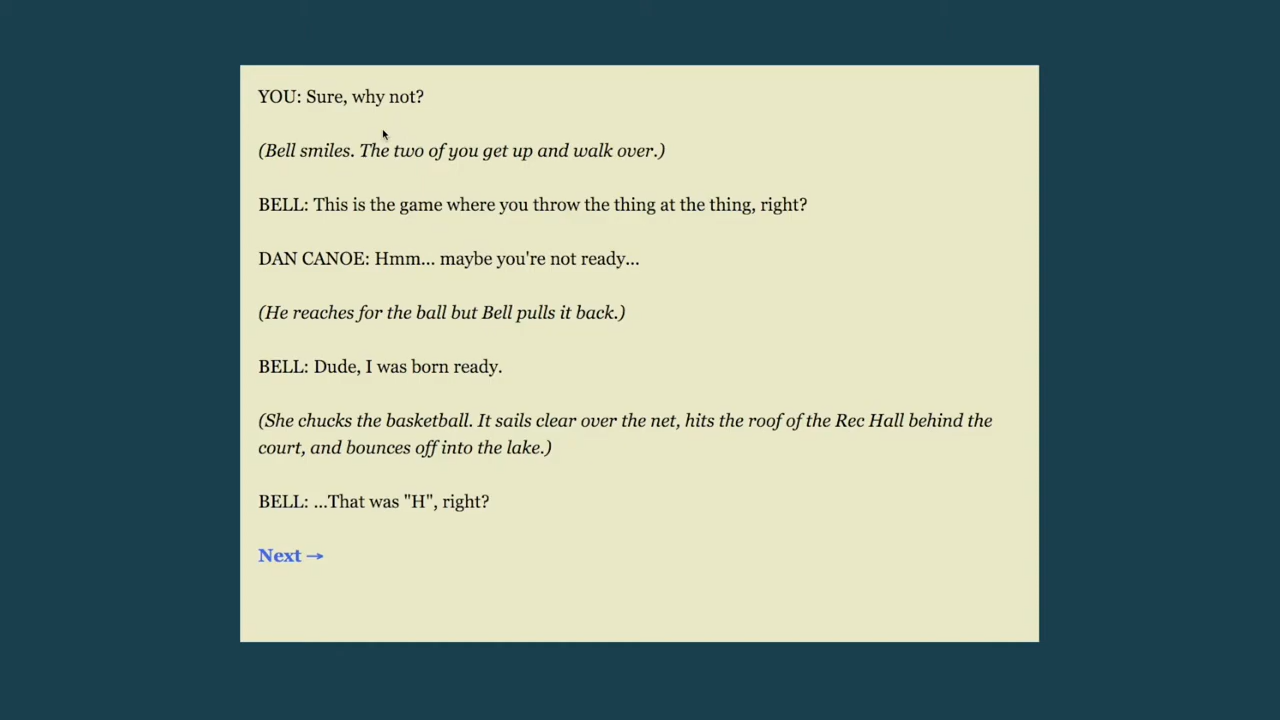 YOU: Sure, why not?
(Bell smiles. The two of you get up and walk over.)
BELL: This is the game where you throw the thing at the thing, right?
DAN CANOE: Hmm... maybe you're not ready...
(He reaches for the ball but Bell pulls it back.)
BELL: Dude, I was born ready.
(She chucks the basketball. It sails clear over the net, hits the roof of the Rec Hall behind the
court, and bounces off into the lake.)
BELL: ...That was "H", right?
Next →